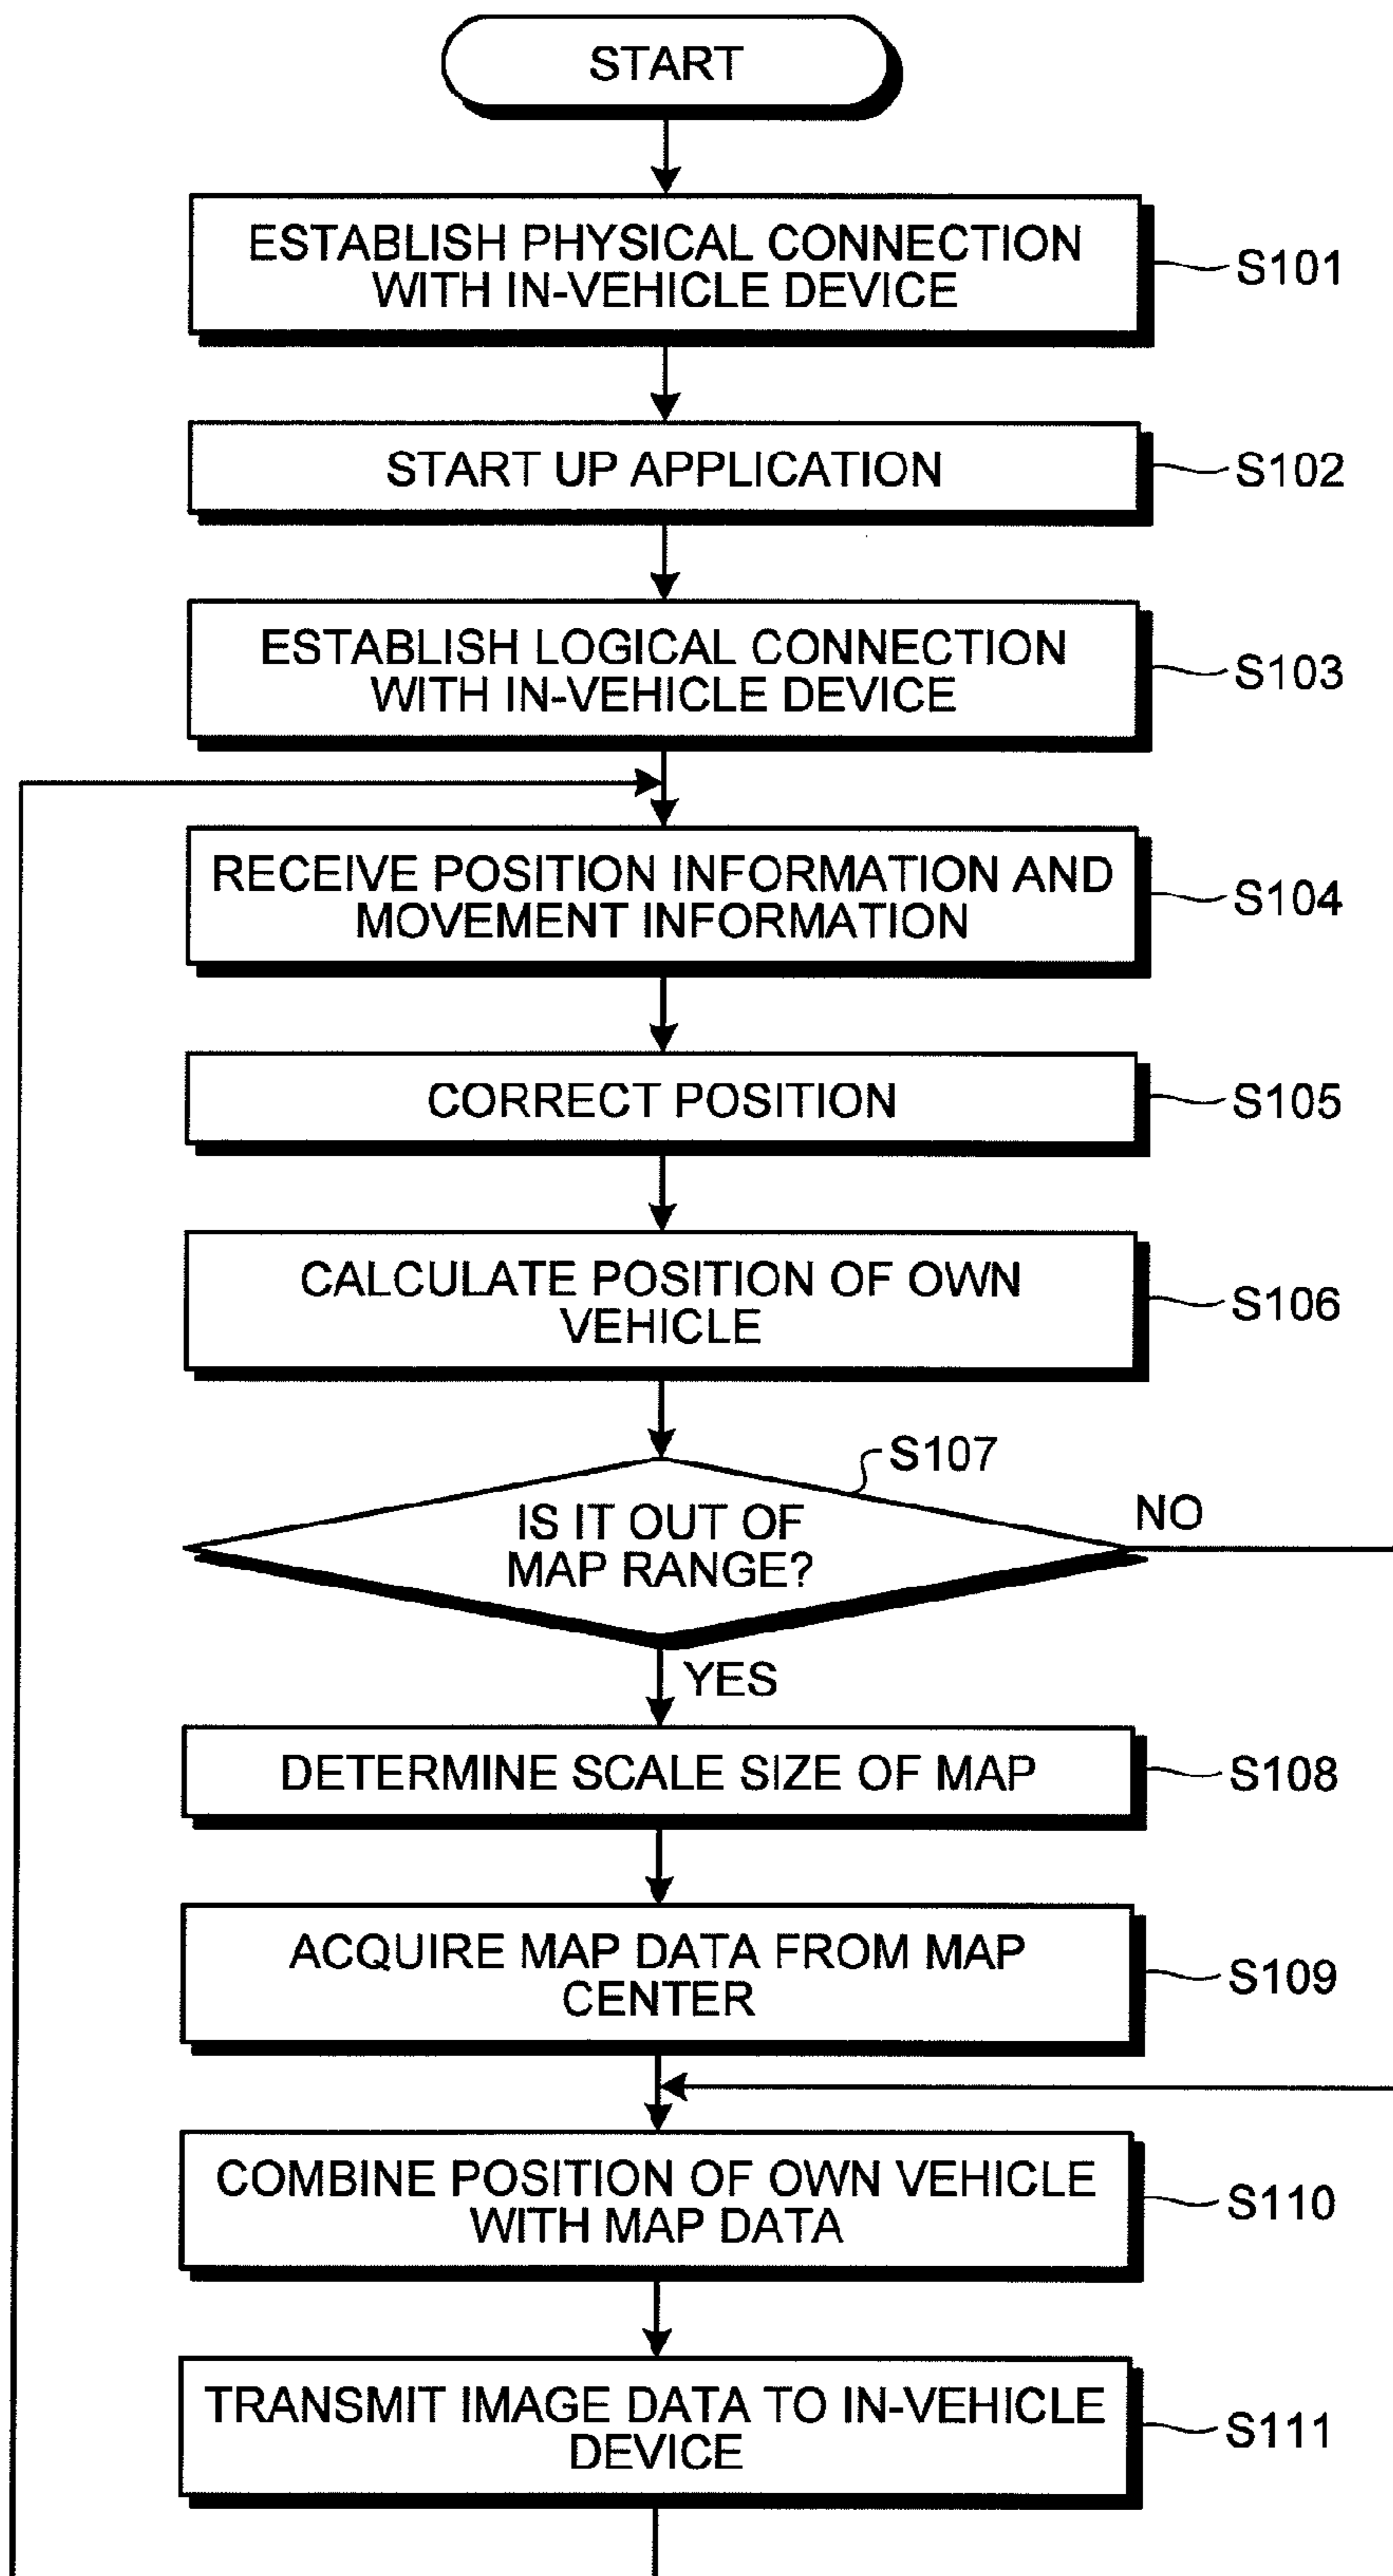 START
ESTABLISH PHYSICAL CONNECTION
WITH IN-VEHICLE DEVICE
S101
START UP APPLICATION
S102
ESTABLISH LOGICAL CONNECTION
WITH IN-VEHICLE DEVICE
S103
RECEIVE POSITION INFORMATION AND
MOVEMENT INFORMATION
S104
CORRECT POSITION
S105
CALCULATE POSITION OF OWN
VEHICLE
S106
S107
IS IT OUT OF
MAP RANGE?
NO
YES
DETERMINE SCALE SIZE OF MAP
S108
ACQUIRE MAP DATA FROM MAP
CENTER
S109
COMBINE POSITION OF OWN VEHICLE
WITH MAP DATA
S110
TRANSMIT IMAGE DATA TO IN-VEHICLE
DEVICE
S111